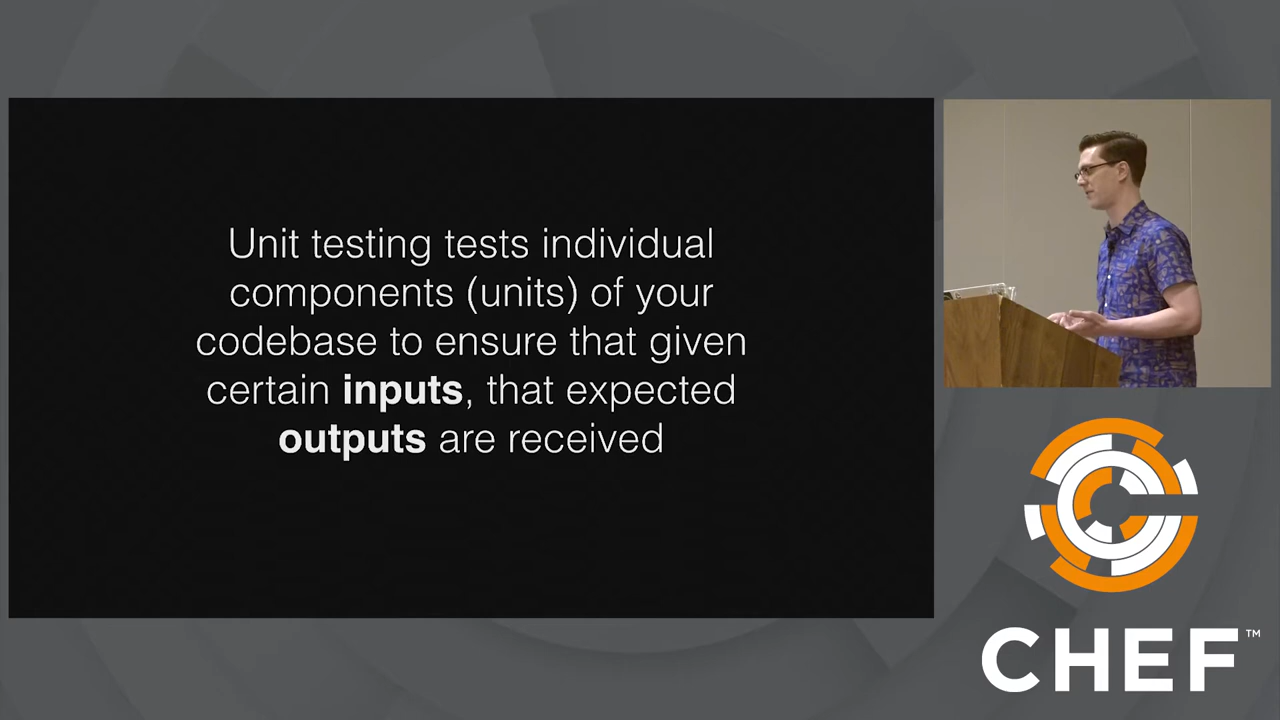 Unit testing tests individual
components (units) of your
codebase to ensure that given
certain inputs, that expected
outputs are received
CHEF™